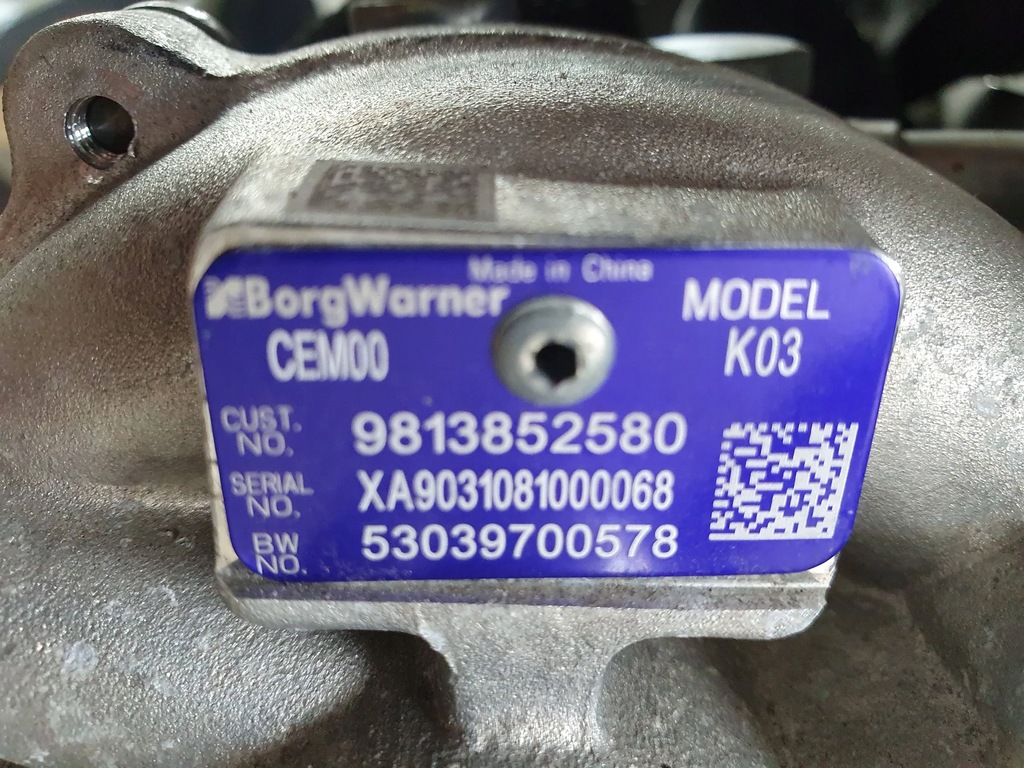 Made in China
BorgWarner
MODEL
CEM00
K03
CUST. NO. 9813852580
SERIAL NO. XA9031081000068
BW NO. 53039700578